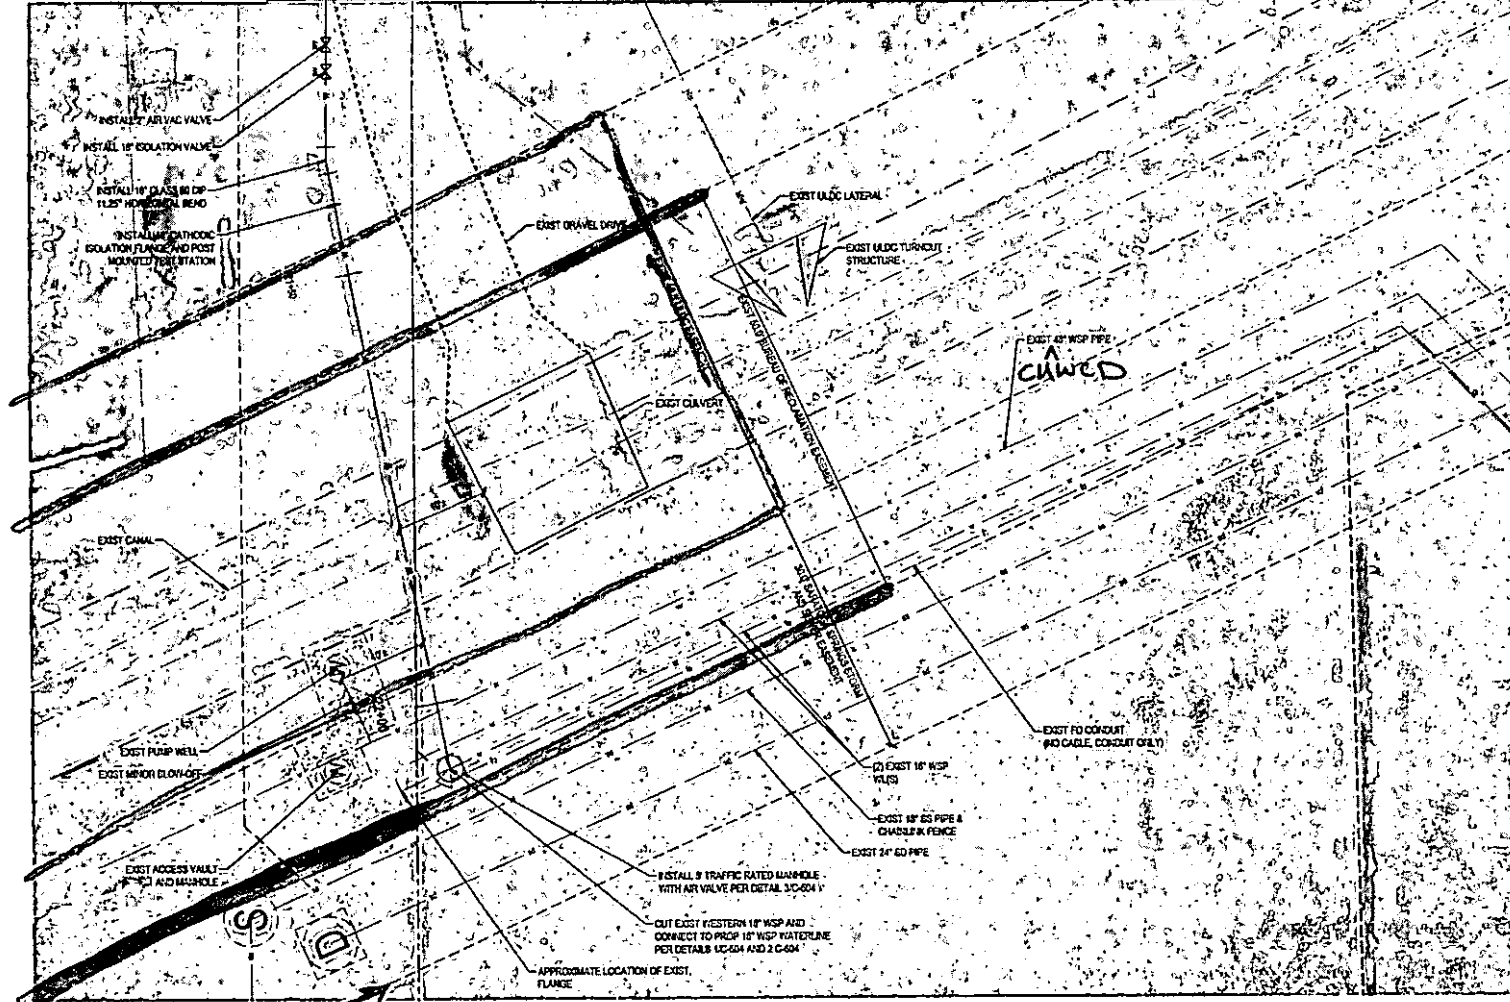 INSTALL 2" AIR VAC VALVE
INSTALL 18" ISOLATION VALVE
INSTALL 18" CLASS 50 DIP
11.25° HORIZONTAL BEND
INSTALL CATHODIC
ISOLATION FLANGE AND POST
MOUNTED TEST STATION
EXIST GRAVEL DRIVE
EXIST ULDC LATERAL
EXIST ULDC TURNOUT
STRUCTURE
EXIST WSP PIPE
CUWCD
EXIST CULVERT
BUREAU OF RECLAMATION EASEMENT
EXIST CANAL
EXIST PUMP WELL
EXIST MINOR BLOW-OFF
EXIST ACCESS VAULT
AND MANHOLE
W
W
S
D
EXIST FO CONDUIT
(NO CABLE, CONDUIT ONLY)
(2) EXIST 18" WSP
W/L(S)
EXIST 18" SS PIPE &
CHAINLINK FENCE
EXIST 24" SD PIPE
INSTALL 5' TRAFFIC RATED MANHOLE
WITH AIR VALVE PER DETAIL 3/C-504
CUT EXIST WESTERN 18" WSP AND
CONNECT TO PROP 18" WSP WATERLINE
PER DETAILS 1/C-504 AND 2/C-504
APPROXIMATE LOCATION OF EXIST.
FLANGE